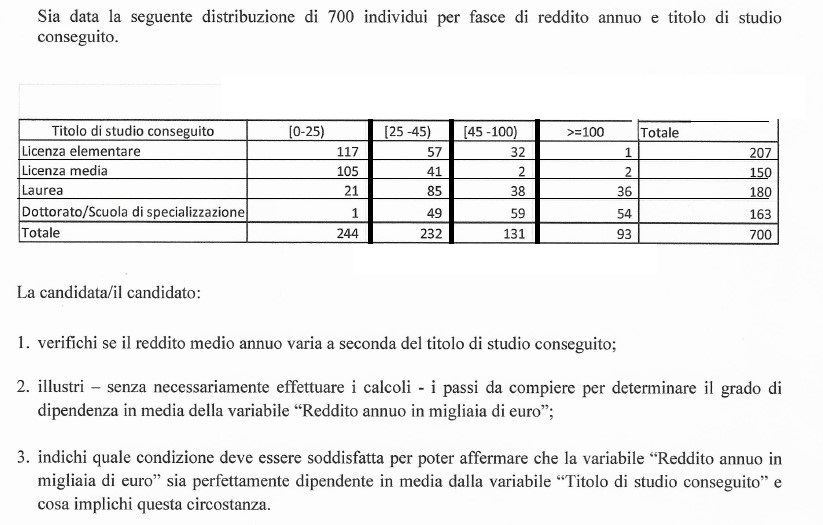 Sia data la seguente distribuzione di 700 individui per fasce di reddito annuo e titolo di studio
conseguito.
Titolo di studio conseguito [0-25) [25 -45) [45 -100) >=100 Totale
Licenza elementare 117 57 32 1 207
Licenza media 105 41 2 2 150
Laurea 21 85 38 36 180
Dottorato/Scuola di specializzazione 1 49 59 54 163
Totale 244 232 131 93 700
La candidata/il candidato:
1. verifichi se il reddito medio annuo varia a seconda del titolo di studio conseguito;
2. illustri – senza necessariamente effettuare i calcoli - i passi da compiere per determinare il grado di
dipendenza in media della variabile “Reddito annuo in migliaia di euro”;
3. indichi quale condizione deve essere soddisfatta per poter affermare che la variabile “Reddito annuo in
migliaia di euro” sia perfettamente dipendente in media dalla variabile “Titolo di studio conseguito” e
cosa implichi questa circostanza.